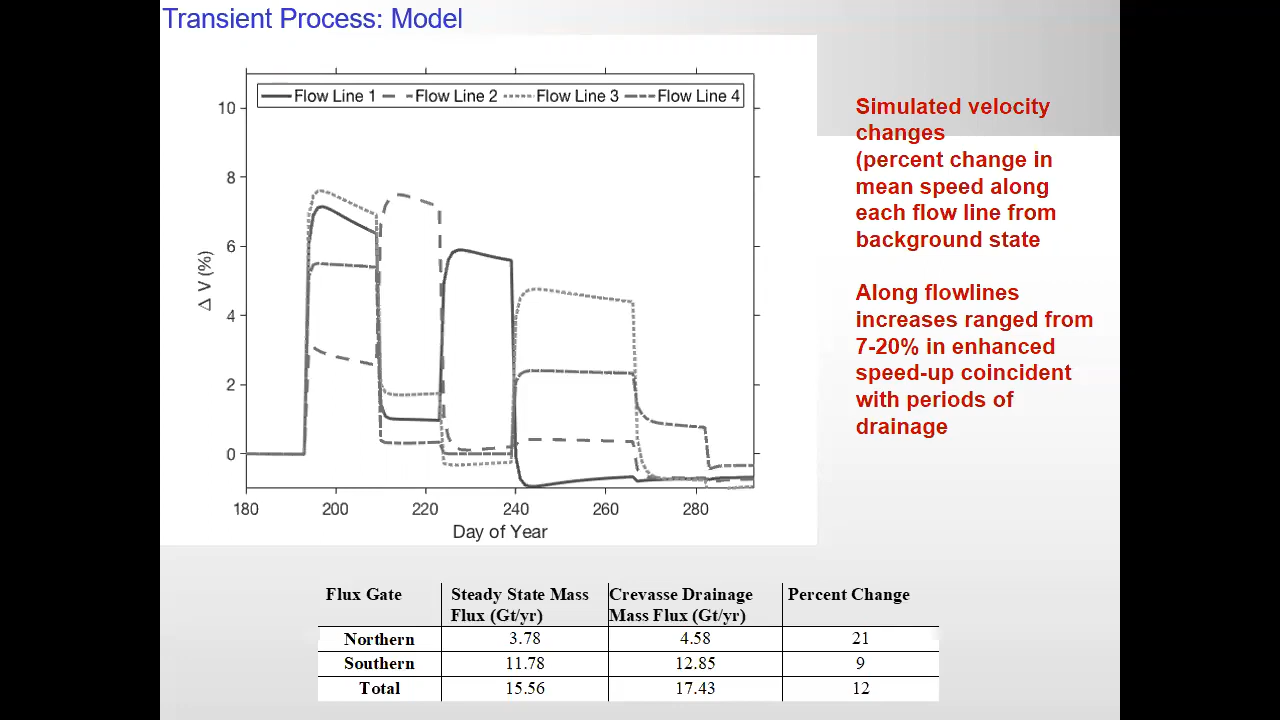 Transient Process: Model
Flow Line 1 Flow Line 2 Flow Line 3 Flow Line 4
10
8
6
4
2
0
Δ V (%)
180 200 220 240 260 280
Day of Year
Simulated velocity
changes
(percent change in
mean speed along
each flow line from
background state
Along flowlines
increases ranged from
7-20% in enhanced
speed-up coincident
with periods of
drainage
Flux Gate Steady State Mass Crevasse Drainage Percent Change
Flux (Gt/yr) Mass Flux (Gt/yr)
Northern 3.78 4.58 21
Southern 11.78 12.85 9
Total 15.56 17.43 12